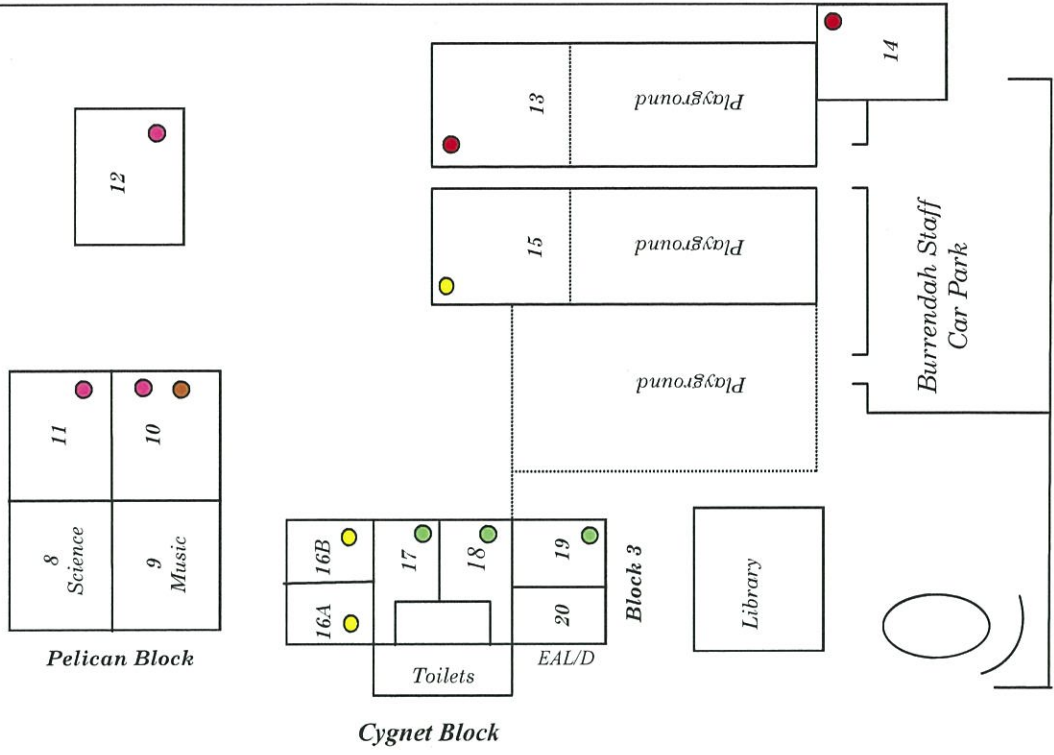 14
13
Playground
12
15
Playground
Burrendah Staff
Car Park
Playground
11
10
8
Science
9
Music
16B
17
18
19
16A
20
Block 3
Library
Pelican Block
Toilets
EAL/D
Cygnet Block